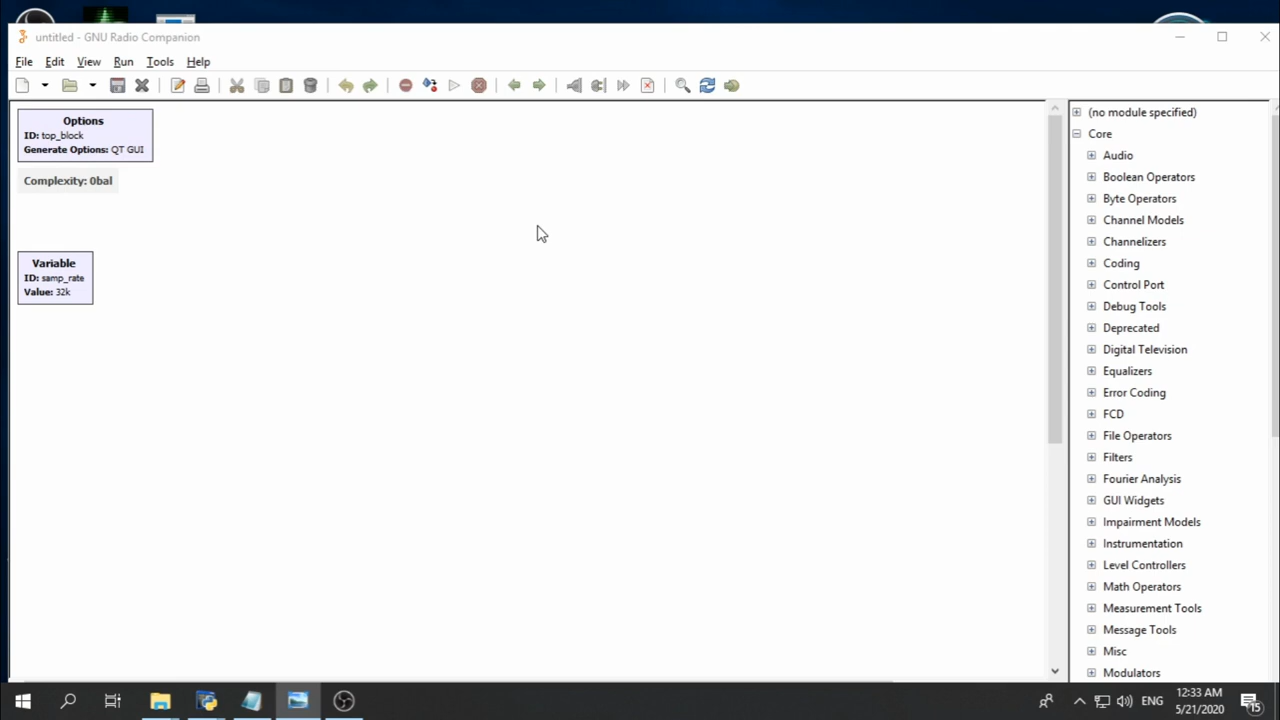 untitled - GNU Radio Companion
File Edit View Run Tools Help
Options
ID: top_block
Generate Options: QT GUI
Complexity: 0bal
Variable
ID: samp_rate
Value: 32k
(no module specified)
Core
Audio
Boolean Operators
Byte Operators
Channel Models
Channelizers
Coding
Control Port
Debug Tools
Deprecated
Digital Television
Equalizers
Error Coding
FCD
File Operators
Filters
Fourier Analysis
GUI Widgets
Impairment Models
Instrumentation
Level Controllers
Math Operators
Measurement Tools
Message Tools
Misc
Modulators
ENG
12:33 AM
5/21/2020
15